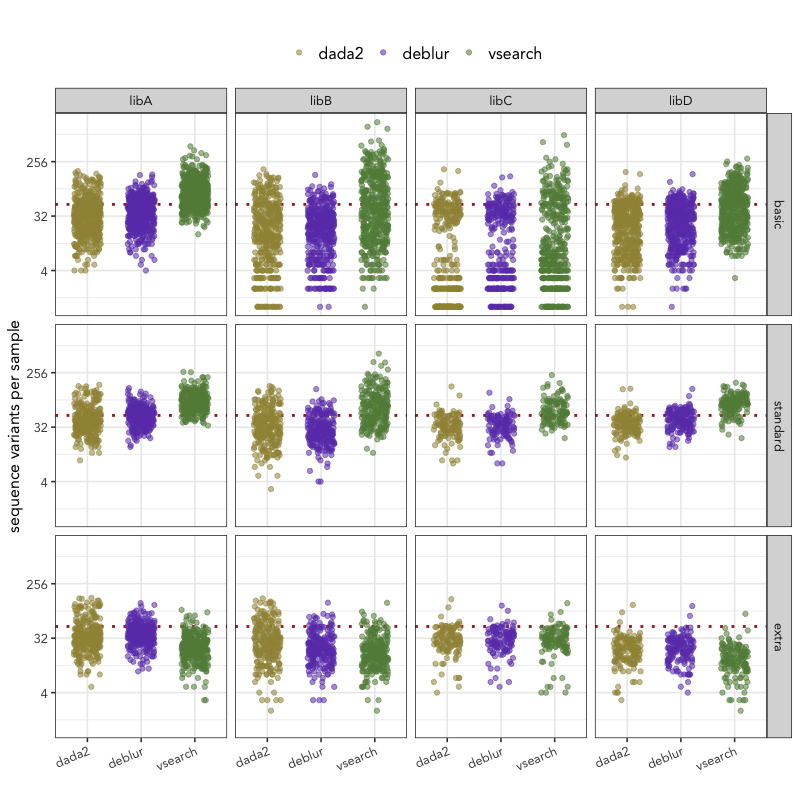 dada2 deblur vsearch
libA libB libC libD
256
32
4
basic
sequence variants per sample
256
32
4
standard
256
32
4
extra
dada2 deblur vsearch dada2 deblur vsearch dada2 deblur vsearch dada2 deblur vsearch